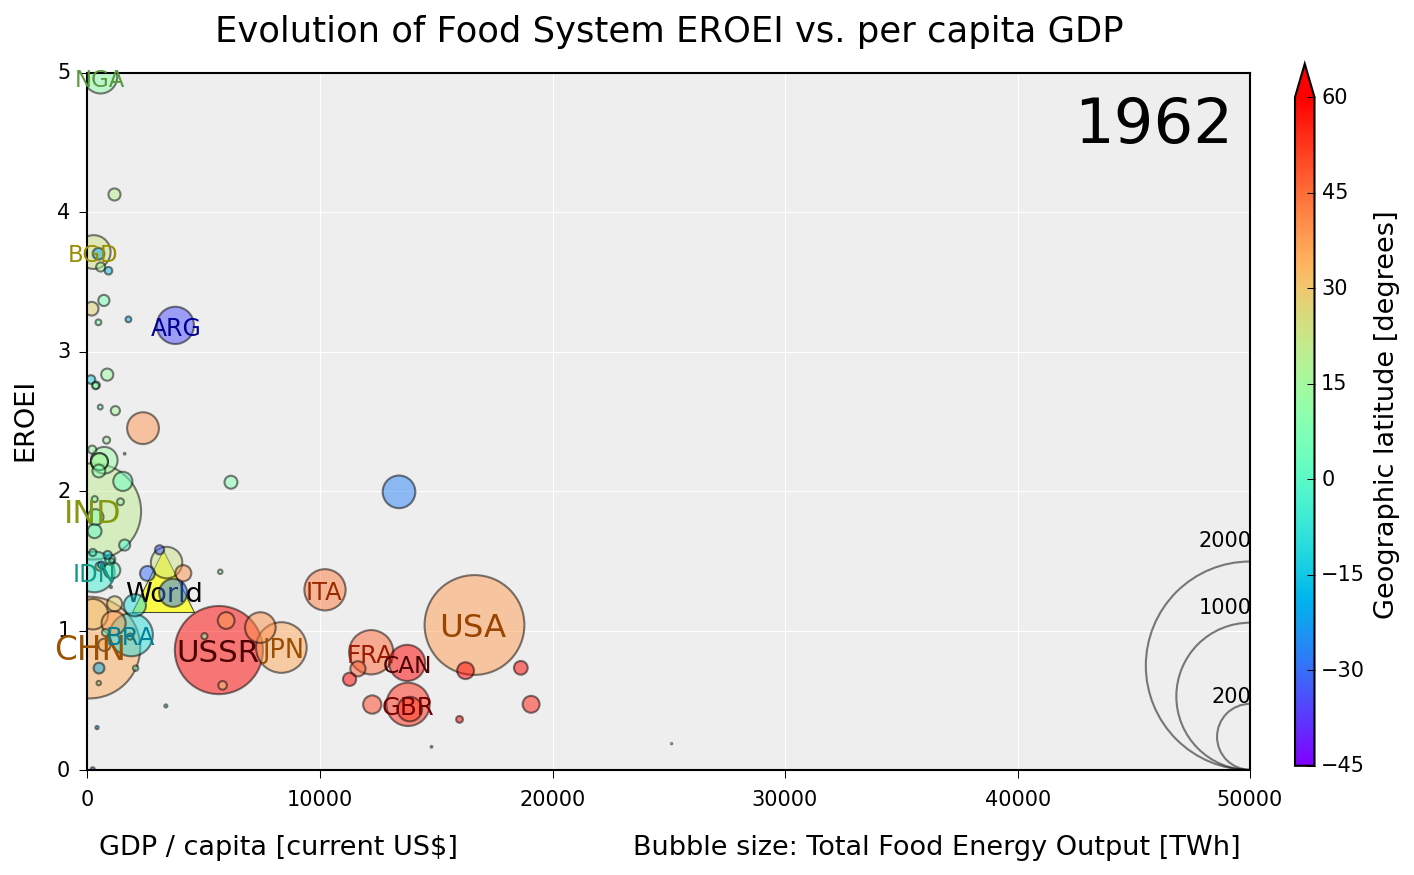 Evolution of Food System EROEI vs. per capita GDP
1962
NGA
BGD
ARG
IND
IDN
World
ITA
USA
BRA
CHN
USSR
JPN
FRA
CAN
GBR
2000
1000
200
5
4
3
2
1
0
EROEI
0 10000 20000 30000 40000 50000
GDP / capita [current US$]
Bubble size: Total Food Energy Output [TWh]
60
45
30
15
0
−15
−30
−45
Geographic latitude [degrees]